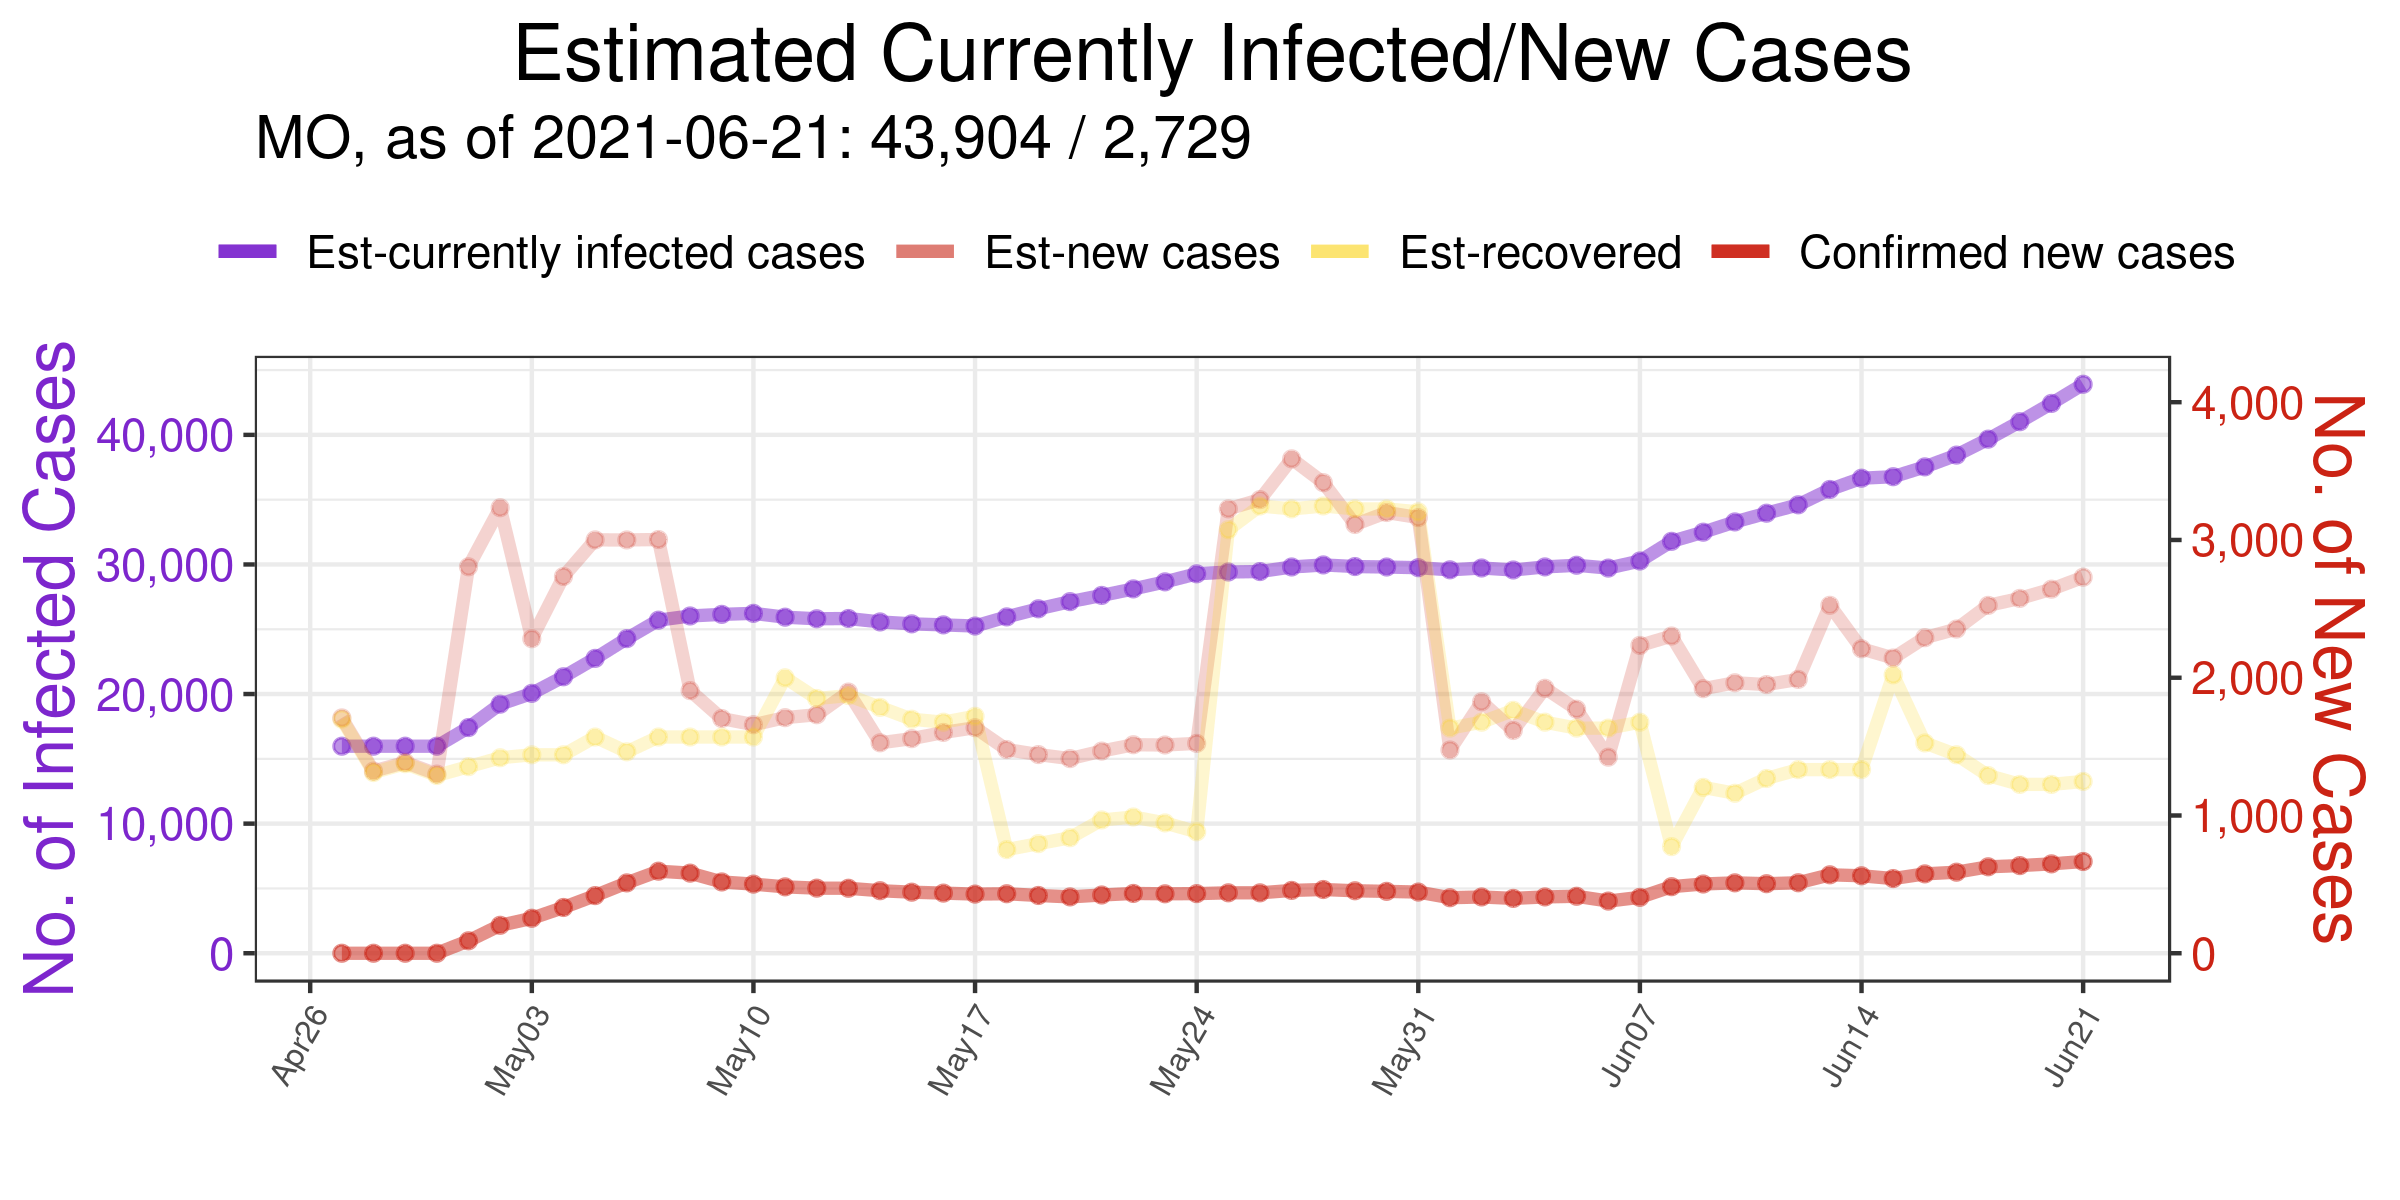 Estimated Currently Infected/New Cases
MO, as of 2021-06-21: 43,904 / 2,729
Est-currently infected cases Est-new cases Est-recovered Confirmed new cases
No. of Infected Cases
40,000
30,000
20,000
10,000
0
4,000
3,000
2,000
1,000
0
No. of New Cases
Apr26 May03 May10 May17 May24 May31 Jun07 Jun14 Jun21